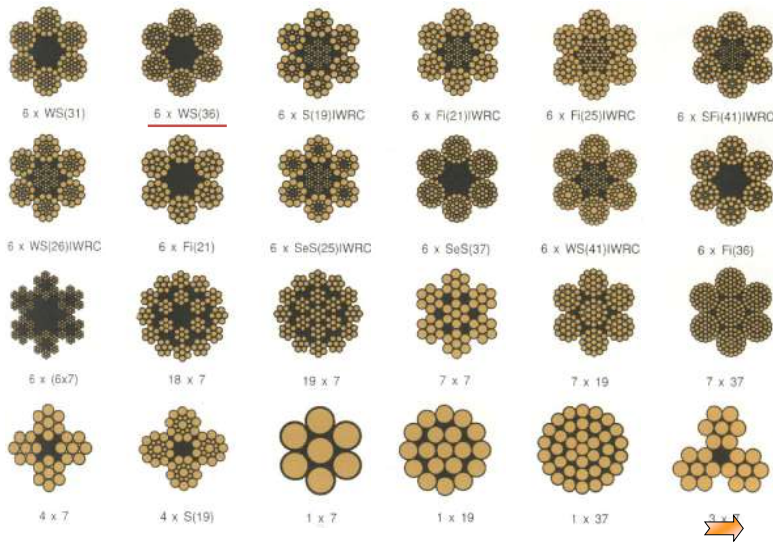 6 x WS(31)
6 x WS(36)
6 x S(19)IWRC
6 x Fi(21)IWRC
6 x Fi(25)IWRC
6 x SFi(41)IWRC
6 x WS(26)IWRC
6 x Fi(21)
6 x SeS(25)IWRC
6 x SeS(37)
6 x WS(41)IWRC
6 x Fi(36)
6 x (6x7)
18 x 7
19 x 7
7 x 7
7 x 19
7 x 37
4 x 7
4 x S(19)
1 x 7
1 x 19
1 x 37
3 x 7